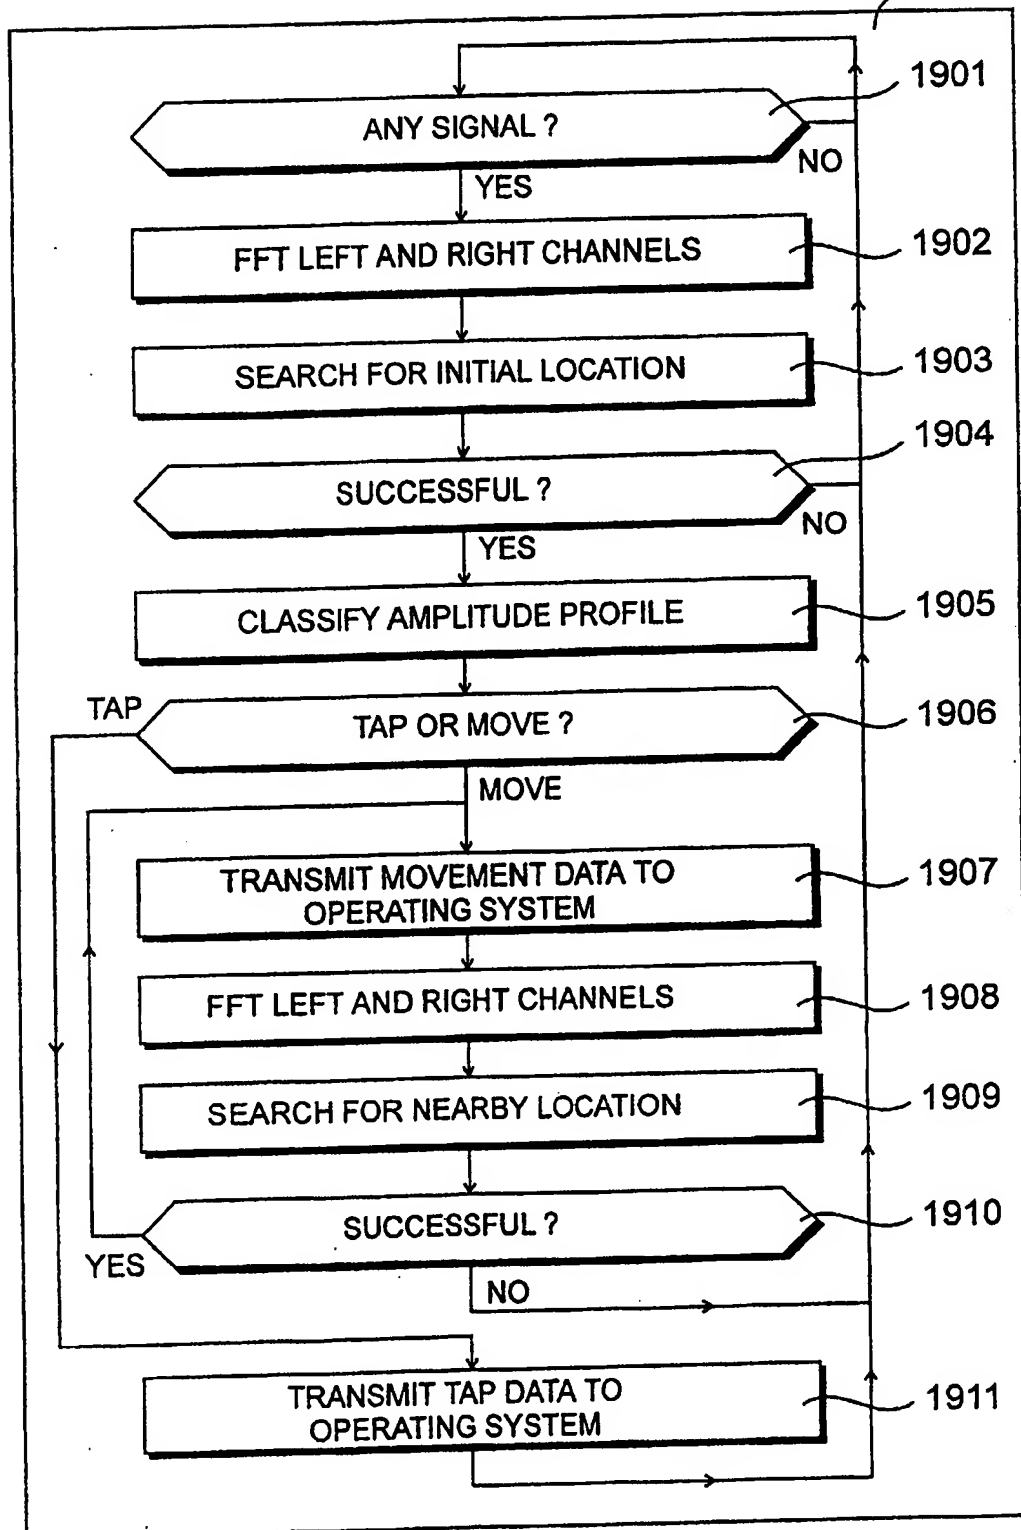 1901
ANY SIGNAL ?
NO
YES
FFT LEFT AND RIGHT CHANNELS
1902
SEARCH FOR INITIAL LOCATION
1903
1904
SUCCESSFUL ?
NO
YES
CLASSIFY AMPLITUDE PROFILE
1905
TAP
TAP OR MOVE ?
1906
MOVE
TRANSMIT MOVEMENT DATA TO
OPERATING SYSTEM
1907
FFT LEFT AND RIGHT CHANNELS
1908
SEARCH FOR NEARBY LOCATION
1909
SUCCESSFUL ?
1910
YES
NO
TRANSMIT TAP DATA TO
OPERATING SYSTEM
1911